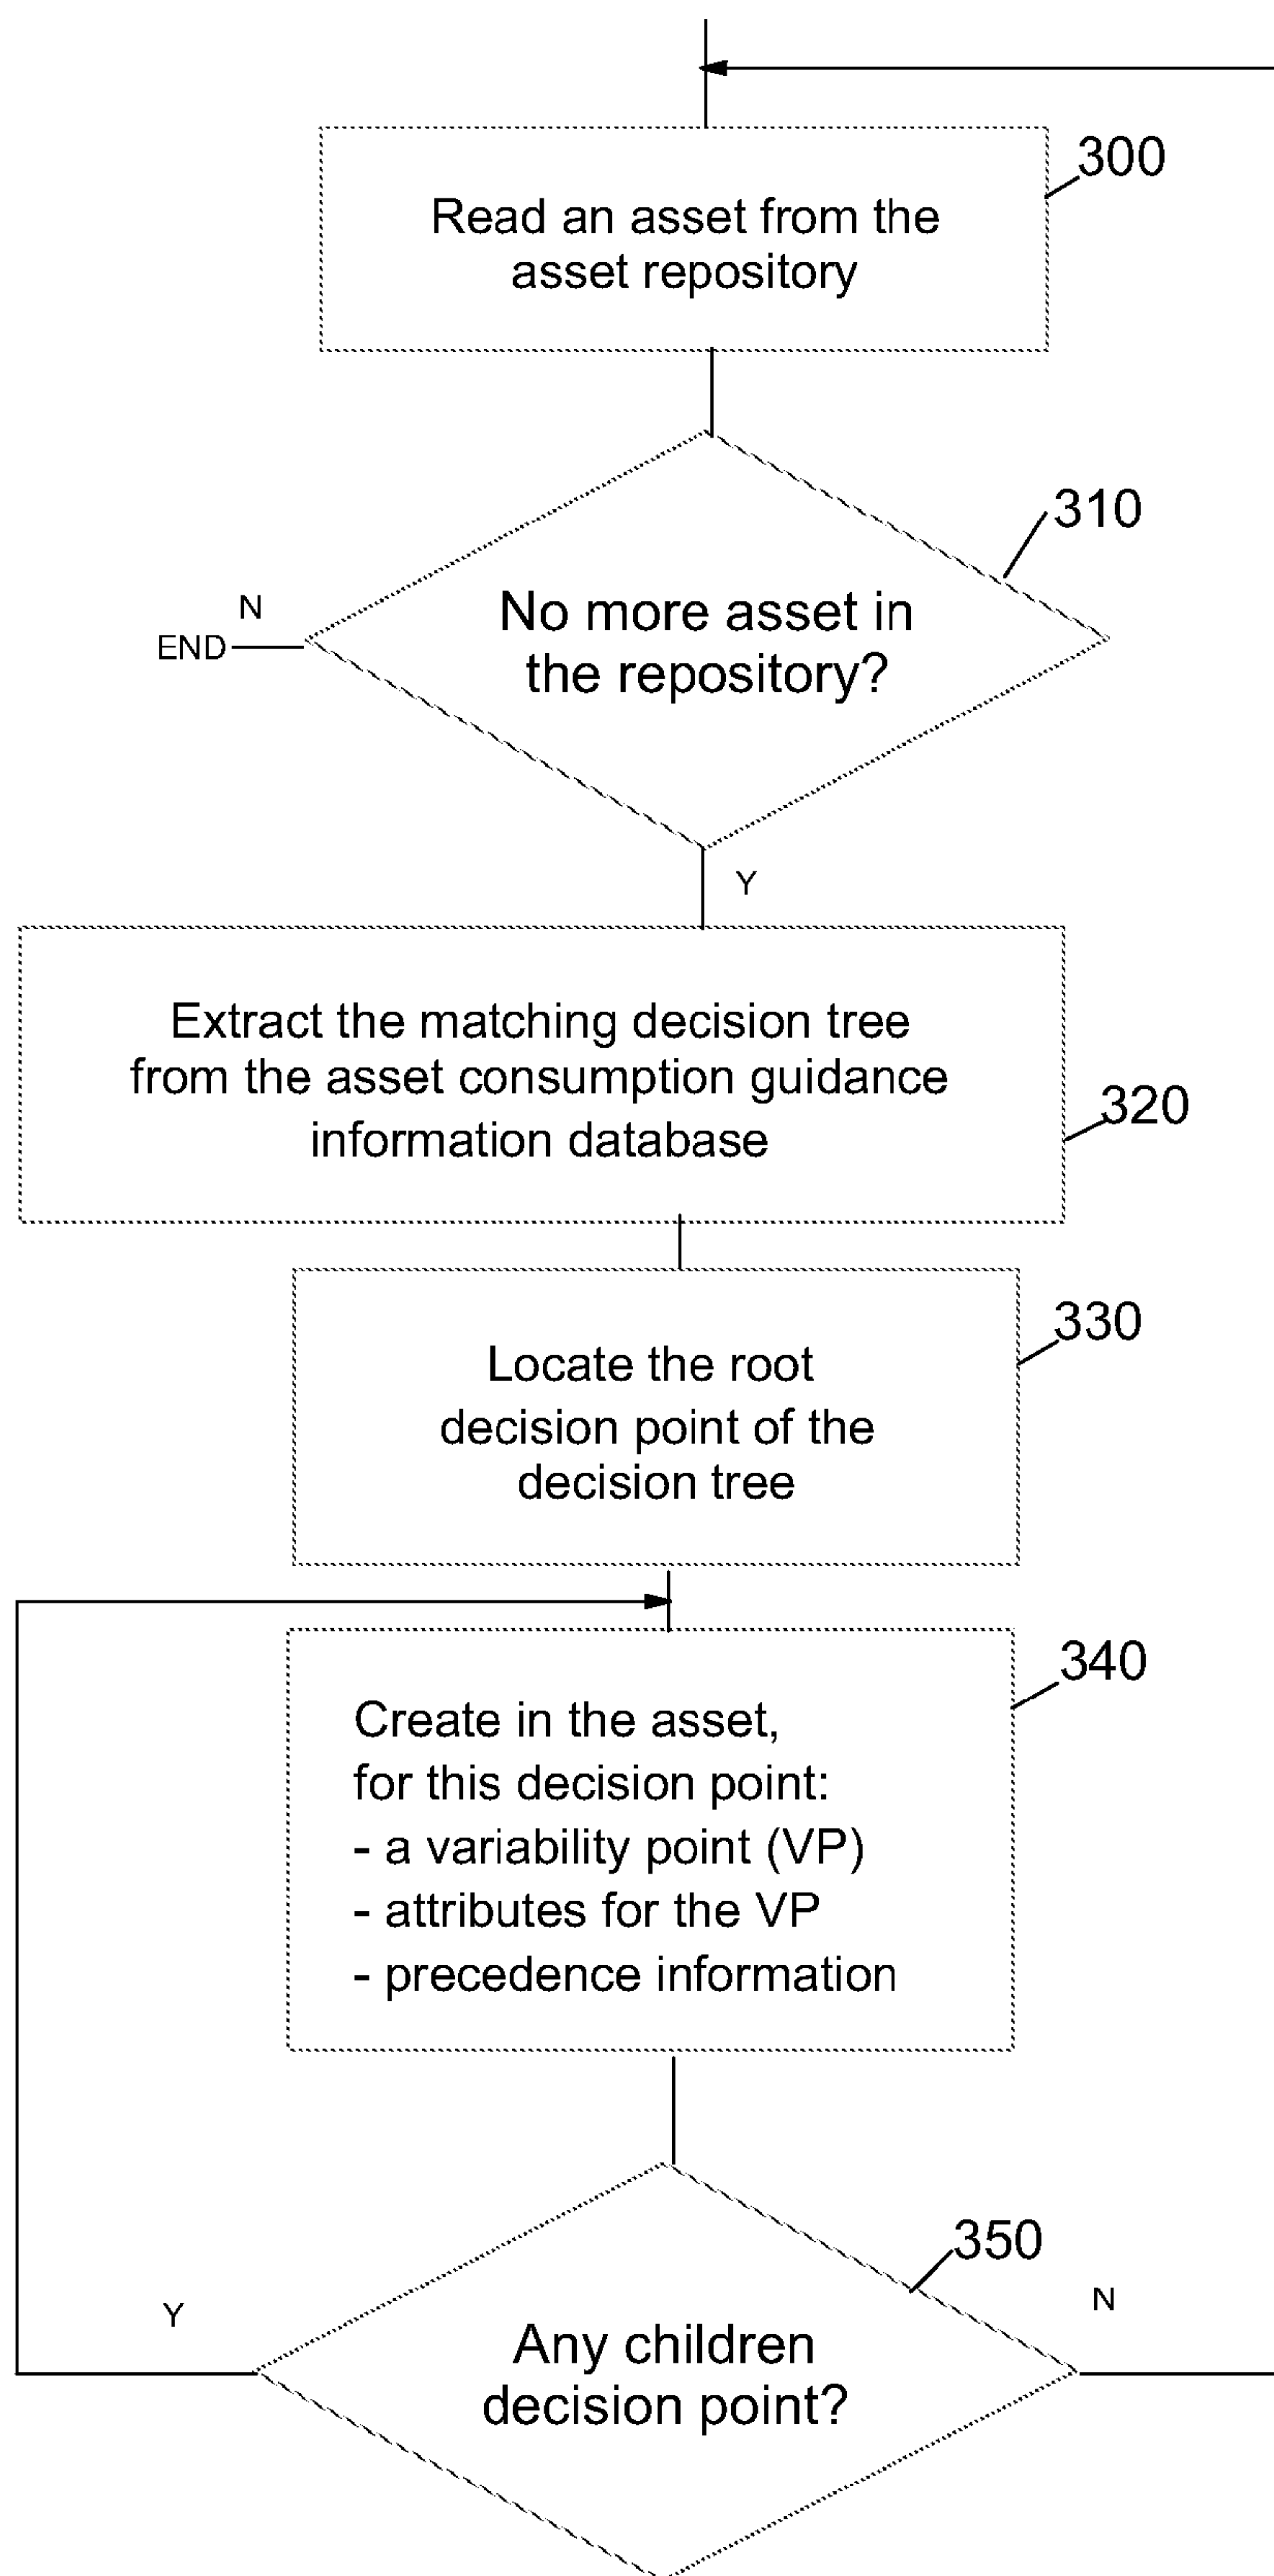 300
Read an asset from the
asset repository
310
N
END
No more asset in
the repository?
Y
Extract the matching decision tree
from the asset consumption guidance
information database
320
330
Locate the root
decision point of the
decision tree
340
Create in the asset,
for this decision point:
- a variability point (VP)
- attributes for the VP
- precedence information
350
Y
N
Any children
decision point?